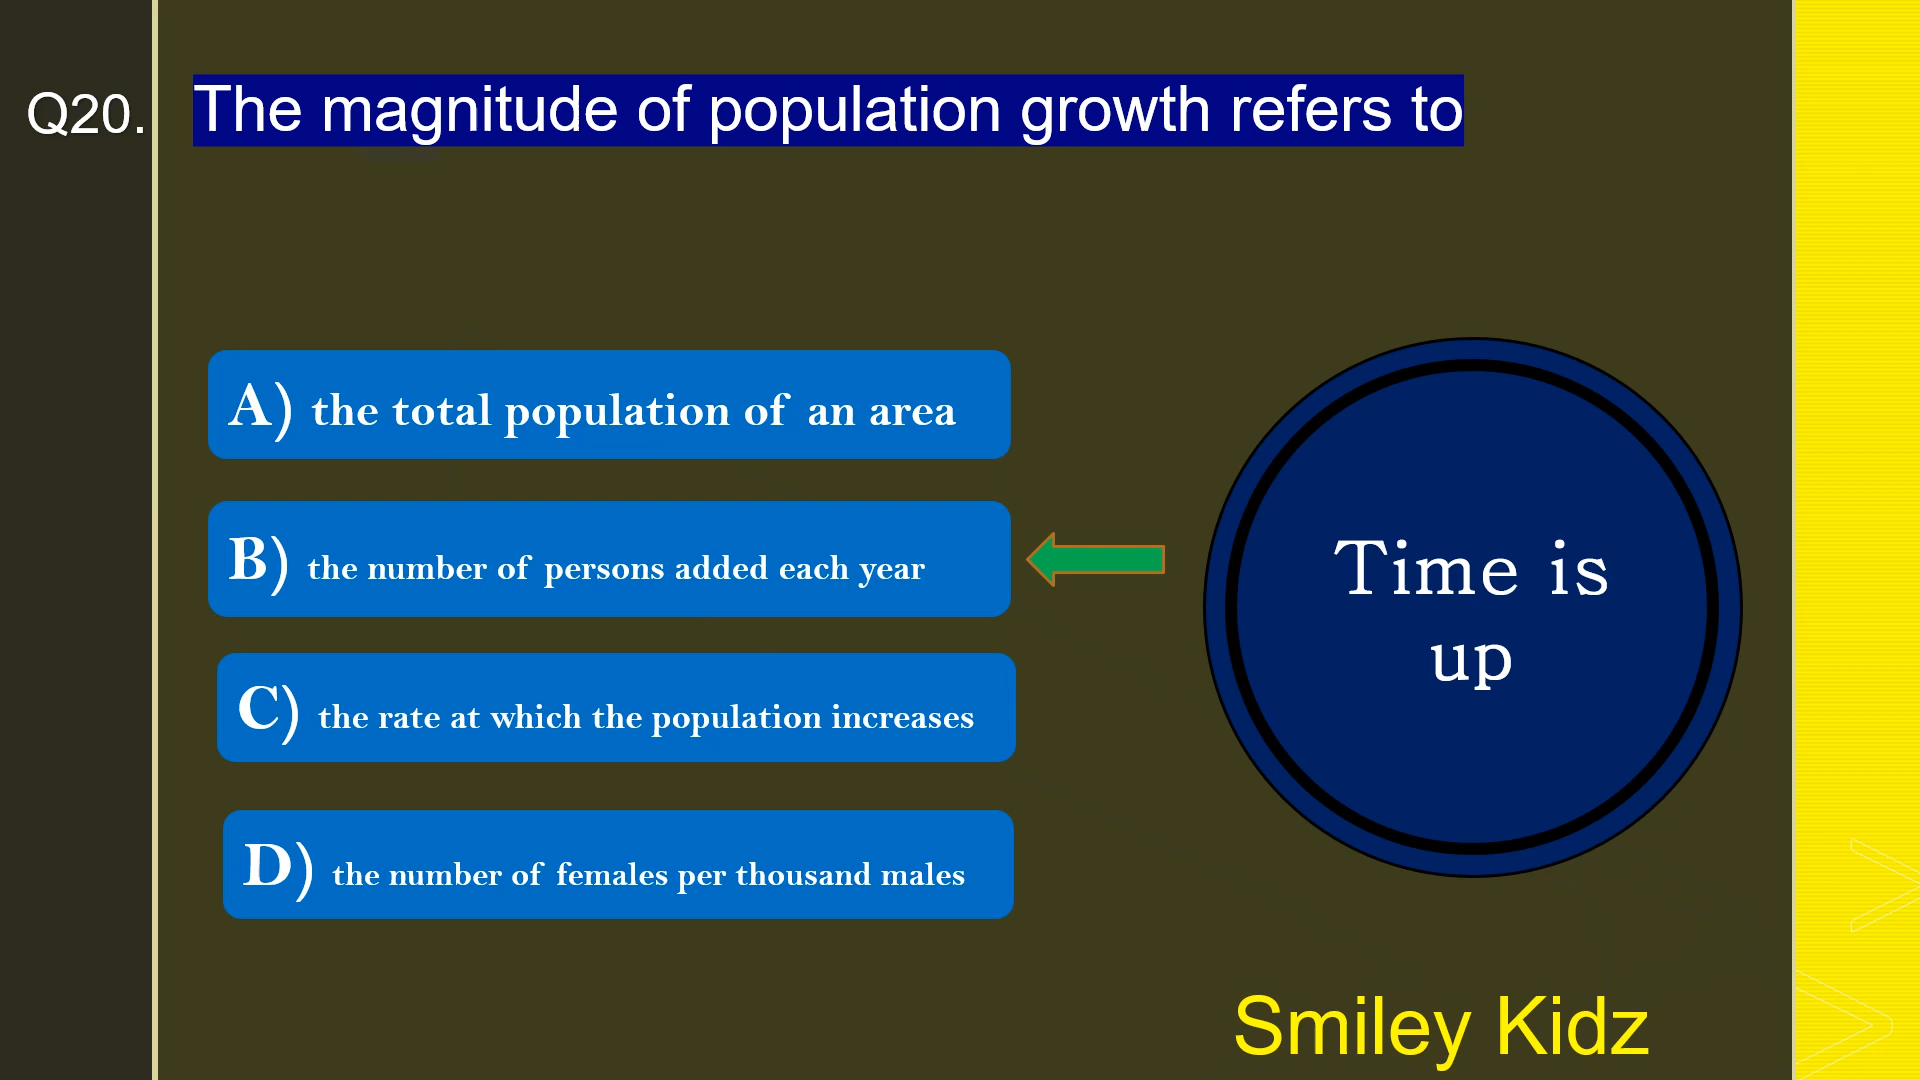 Q20. The magnitude of population growth refers to
A) the total population of an area
B) the number of persons added each year
C) the rate at which the population increases
D) the number of females per thousand males
Time is
up
Smiley Kidz